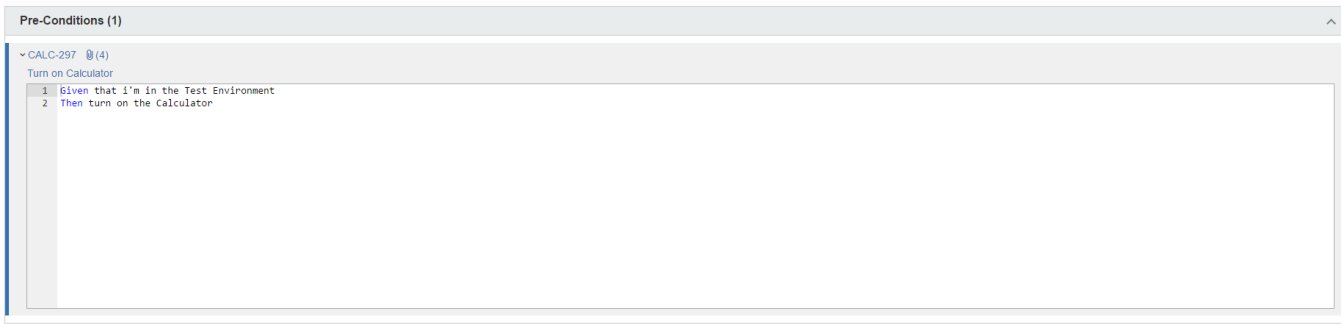 Pre-Conditions (1)
CALC-297 (4)
Turn on Calculator
1 Given that i'm in the Test Environment
2 Then turn on the Calculator